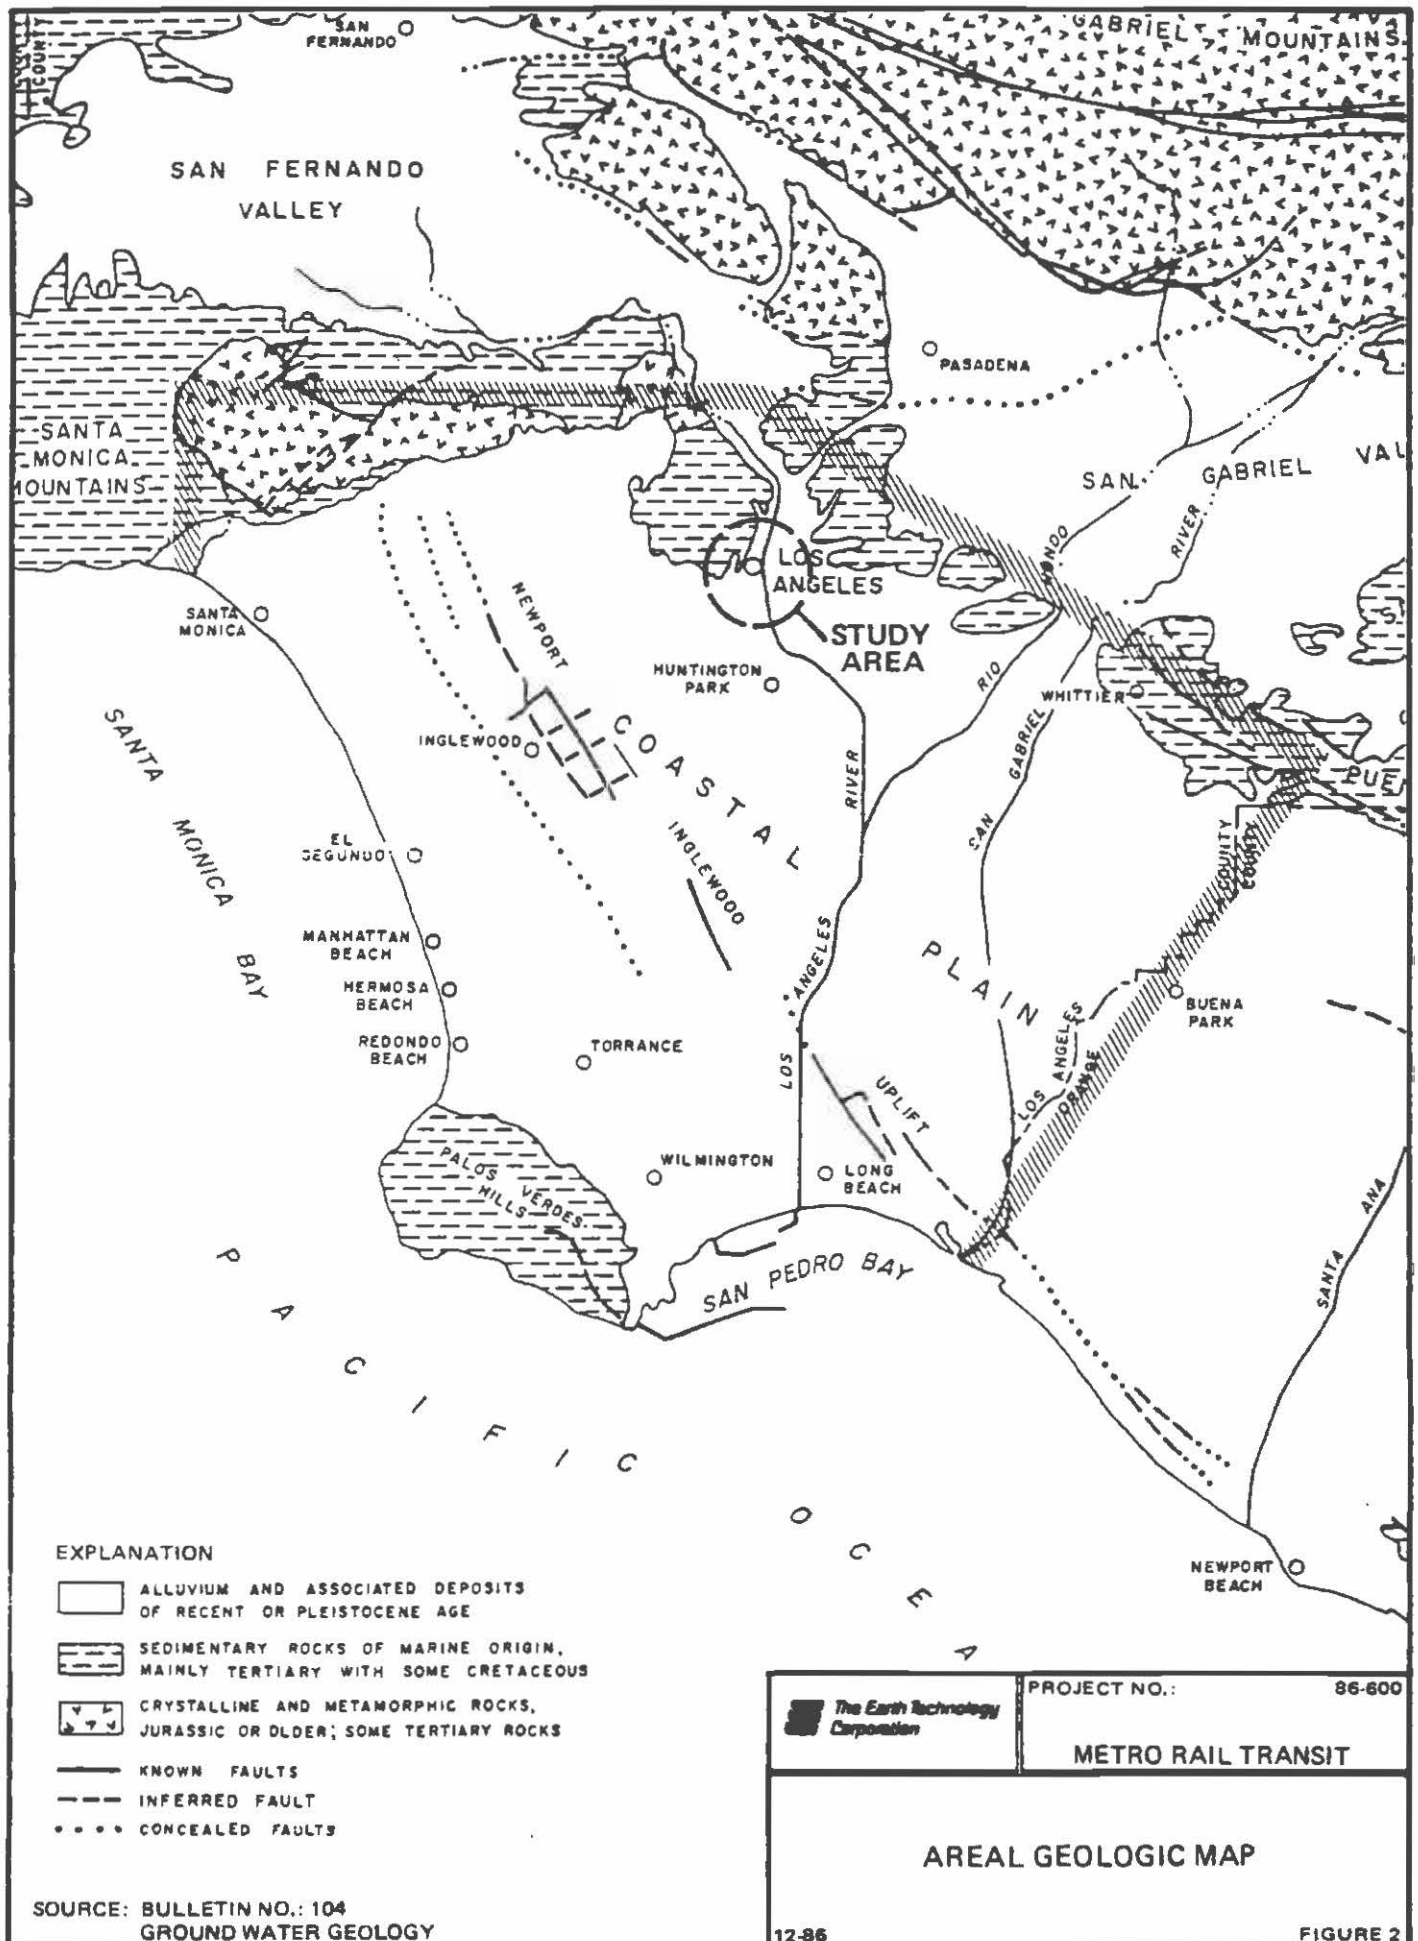 SAN
FERNANDO
GABRIEL
MOUNTAINS
COUNTY
SAN FERNANDO
VALLEY
PASADENA
SANTA
MONICA
MOUNTAINS
SAN GABRIEL VAL
RIVER
HONDO
RIO
LOS
ANGELES
STUDY
AREA
SANTA
MONICA
NEWPORT
HUNTINGTON
PARK
WHITTIER
INGLEWOOD
COASTAL
RIVER
GABRIEL
SAN
PUE
SANTA MONICA BAY
EL
SEGUNDO
INGLEWOOD
COUNTY
COUNTY
MANHATTAN
BEACH
HERMOSA
BEACH
REDONDO
BEACH
TORRANCE
ANGELES
LOS
PLAIN
BUENA
PARK
LOS ANGELES
ORANGE
UPLIFT
PALOS VERDES
HILLS
WILMINGTON
LONG
BEACH
SAN PEDRO BAY
SANTA ANA
PACIFIC OCEA
NEWPORT
BEACH
EXPLANATION
ALLUVIUM AND ASSOCIATED DEPOSITS
OF RECENT OR PLEISTOCENE AGE
SEDIMENTARY ROCKS OF MARINE ORIGIN,
MAINLY TERTIARY WITH SOME CRETACEOUS
CRYSTALLINE AND METAMORPHIC ROCKS,
JURASSIC OR OLDER; SOME TERTIARY ROCKS
KNOWN FAULTS
INFERRED FAULT
CONCEALED FAULTS
SOURCE: BULLETIN NO.: 104
GROUND WATER GEOLOGY
The Earth Technology
Corporation
PROJECT NO.: 86-600
METRO RAIL TRANSIT
AREAL GEOLOGIC MAP
12-86
FIGURE 2